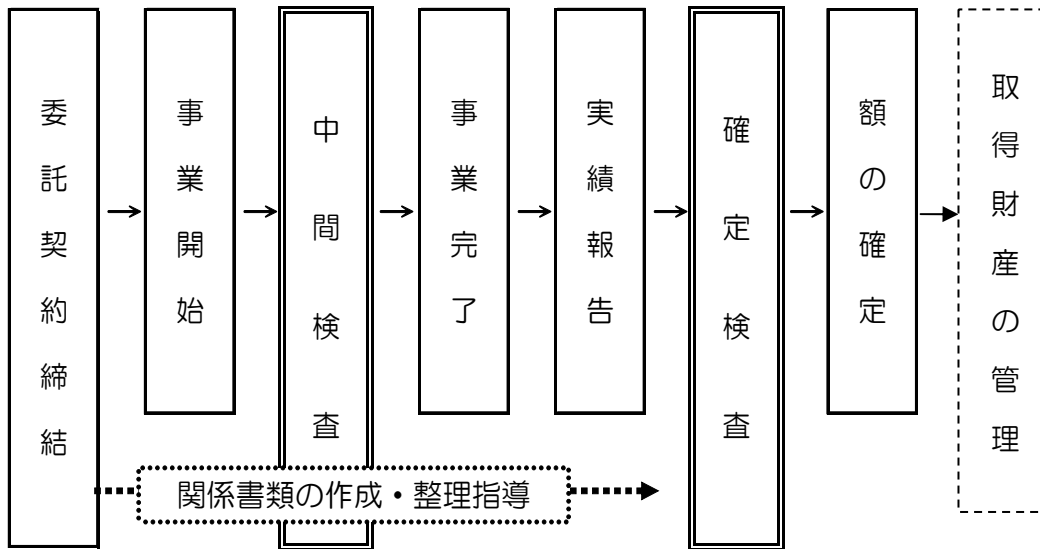 委託契約締結
事業開始
中間検査
事業完了
実績報告
確定検査
額の確定
取得財産の管理
関係書類の作成・整理指導